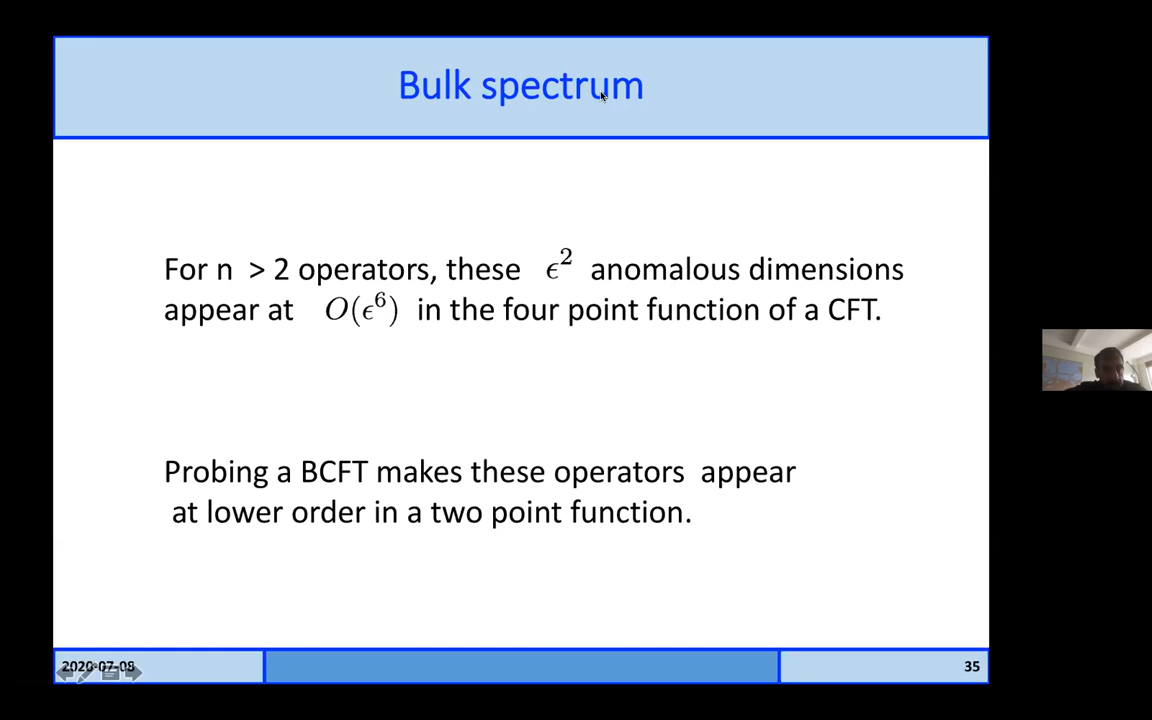 Bulk spectrum
For n > 2 operators, these ϵ² anomalous dimensions
appear at O(ϵ⁶) in the four point function of a CFT.
Probing a BCFT makes these operators appear
at lower order in a two point function.
2020-07-08
35